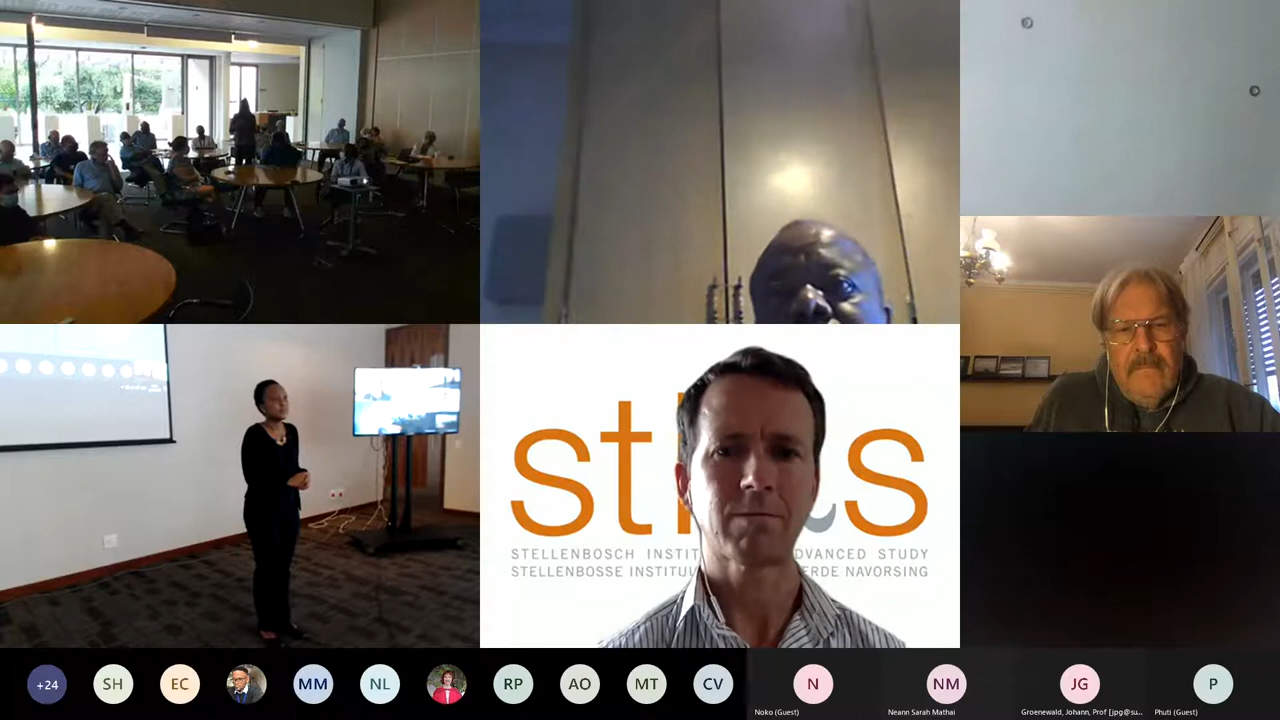 st s
STELLENBOSCH INSTIT DVANCED STUDY
STELLENBOSSE INSTITUU ERDE NAVORSING
+24
SH
EC
MM
NL
RP
AO
MT
CV
N
NM
JG
P
Noko (Guest)
Neann Sarah Mathai
Groenewald, Johann, Prof [jpg@su...
Phuti (Guest)